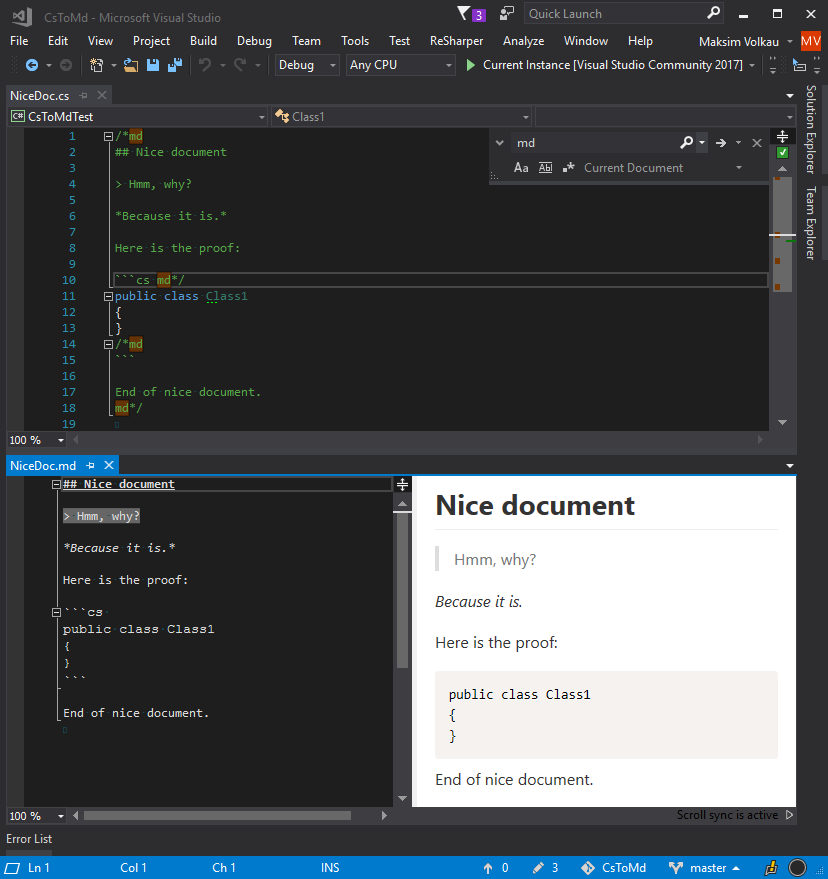 CsToMd - Microsoft Visual Studio
3
Quick Launch
File Edit View Project Build Debug Team Tools Test ReSharper Analyze Window Help Maksim Volkau MV
Debug Any CPU Current Instance [Visual Studio Community 2017]
NiceDoc.cs
CsToMdTest Class1
md
Aa Ab .* Current Document
1 /*md
2 ## Nice document
3
4 > Hmm, why?
5
6 *Because it is.*
7
8 Here is the proof:
9
10 ```cs md*/
11 public class Class1
12 {
13 }
14 /*md
15 ```
16
17 End of nice document.
18 md*/
19
100 %
Solution Explorer
Team Explorer
NiceDoc.md
## Nice document
> Hmm, why?
*Because it is.*
Here is the proof:
```cs
public class Class1
{
}
```
End of nice document.
100 %
Nice document
Hmm, why?
Because it is.
Here is the proof:
public class Class1
{
}
End of nice document.
Scroll sync is active
Error List
Ln 1 Col 1 Ch 1 INS 0 3 CsToMd master